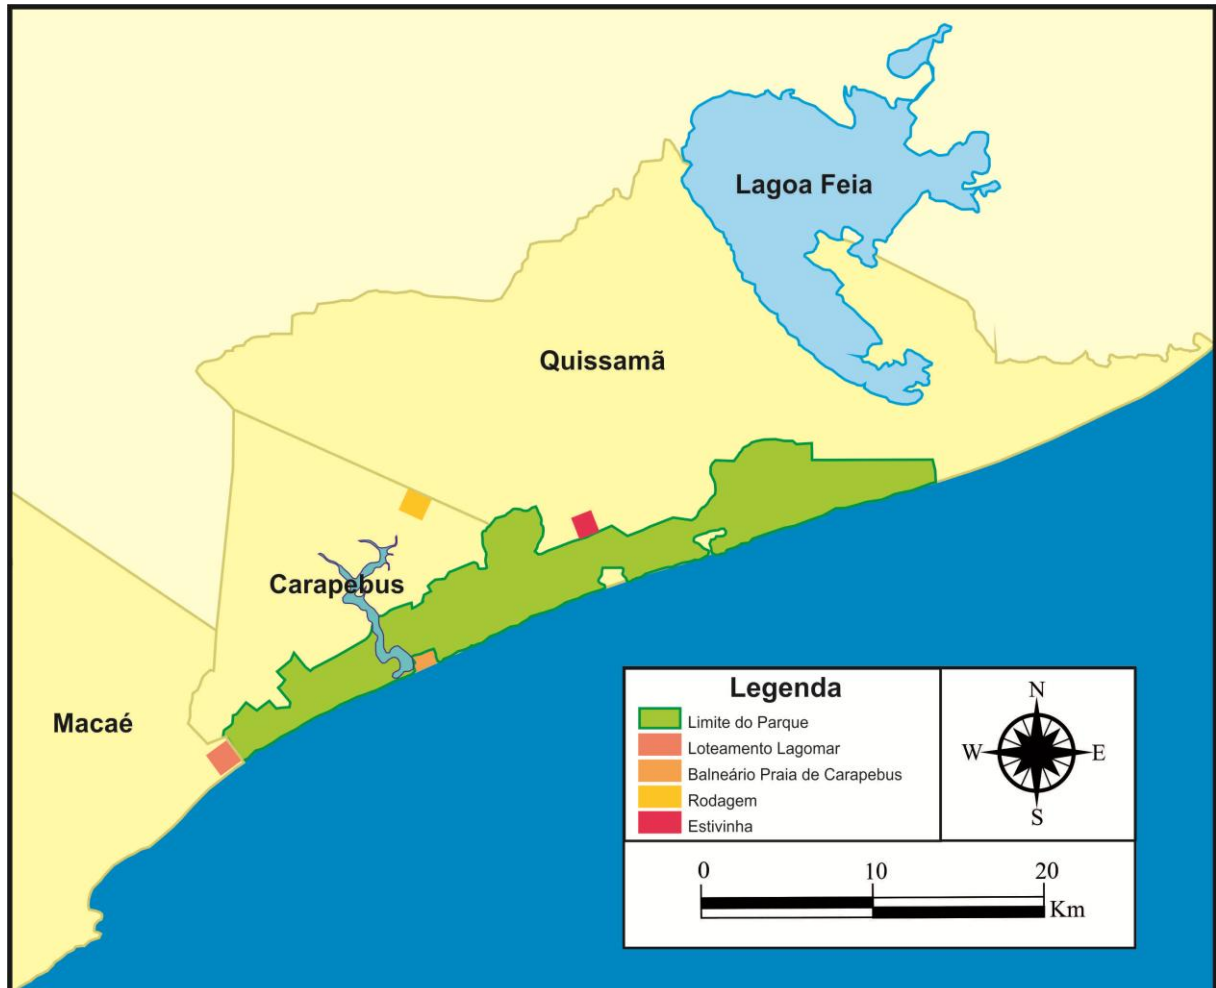 Lagoa Feia
Quissamã
Carapebus
Macaé
Legenda
Limite do Parque
Loteamento Lagomar
Balneário Praia de Carapebus
Rodagem
Estivinha
N
W E
S
0 10 20
Km